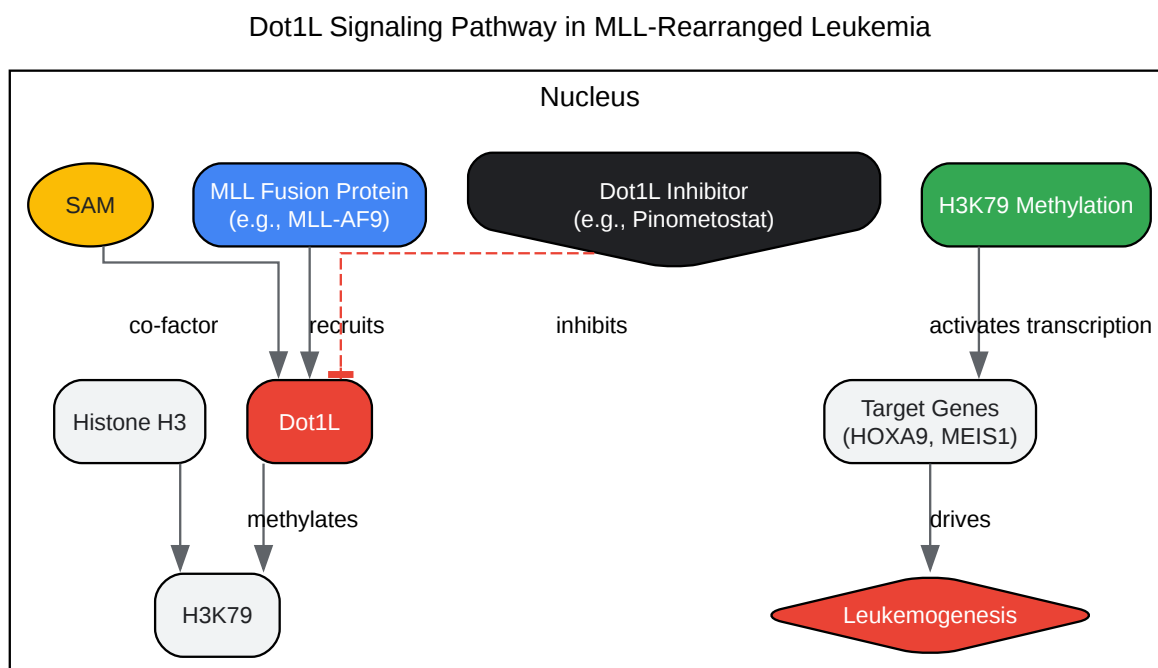 Dot1L Signaling Pathway in MLL-Rearranged Leukemia
Nucleus
SAM
MLL Fusion Protein
(e.g., MLL-AF9)
Dot1L Inhibitor
(e.g., Pinometostat)
H3K79 Methylation
co-factor
recruits
inhibits
activates transcription
Histone H3
Dot1L
Target Genes
(HOXA9, MEIS1)
methylates
drives
H3K79
Leukemogenesis